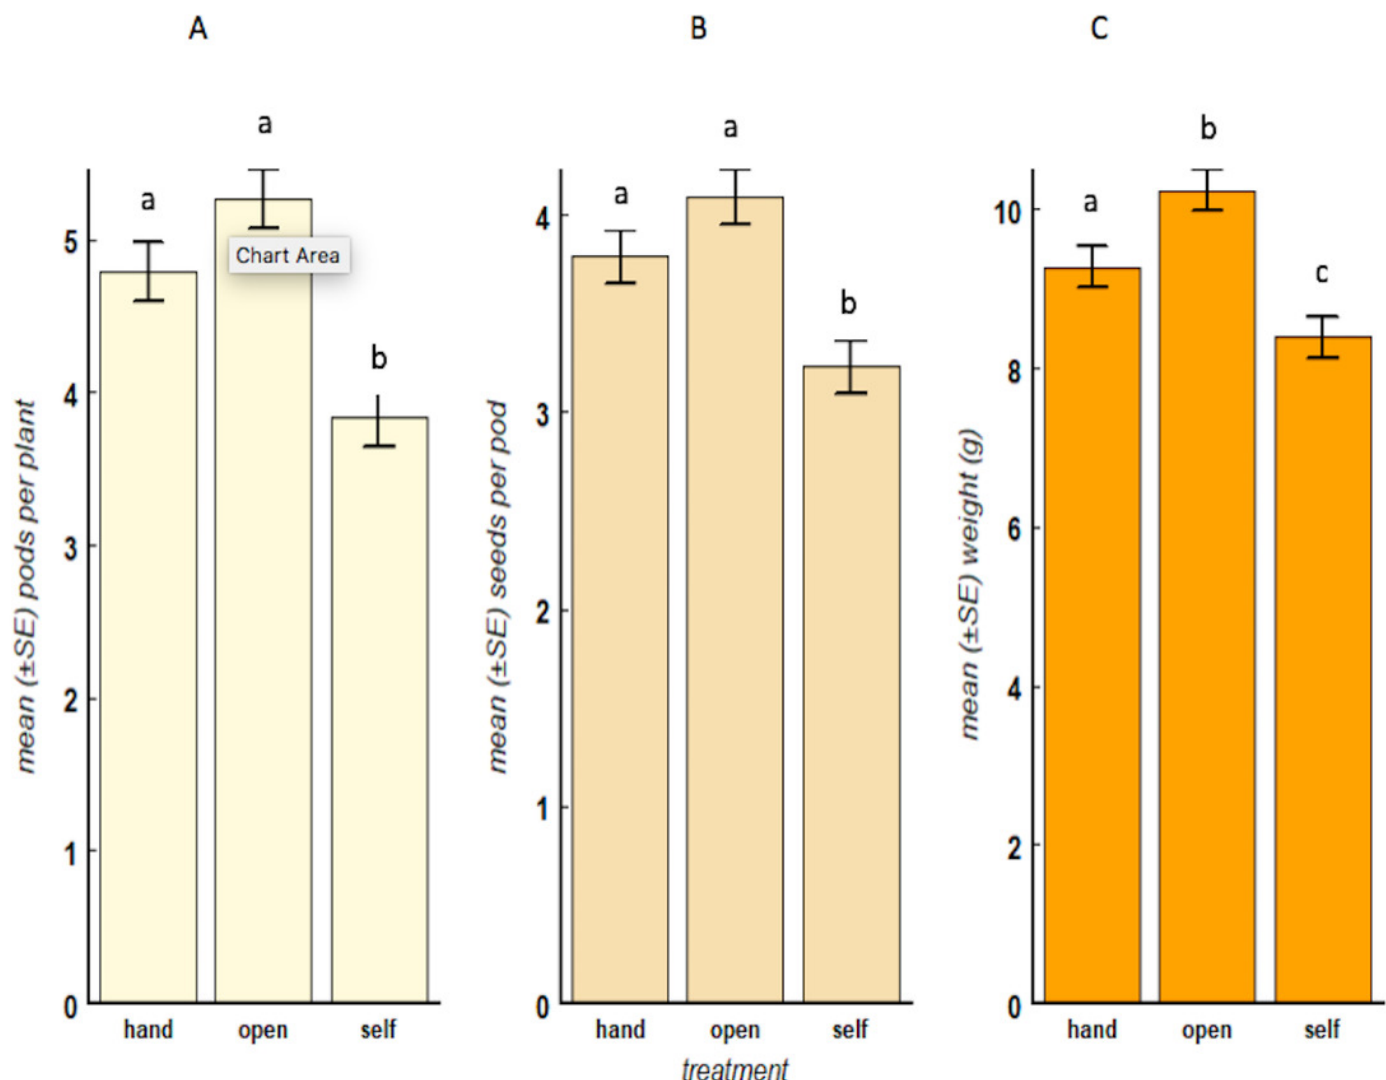 A
B
C
a
a
b
mean (±SE) pods per plant
5
4
3
2
1
0
Chart Area
hand open self
a
a
b
mean (±SE) seeds per pod
4
3
2
1
0
hand open self
treatment
a
b
c
mean (±SE) weight (g)
10
8
6
4
2
0
hand open self